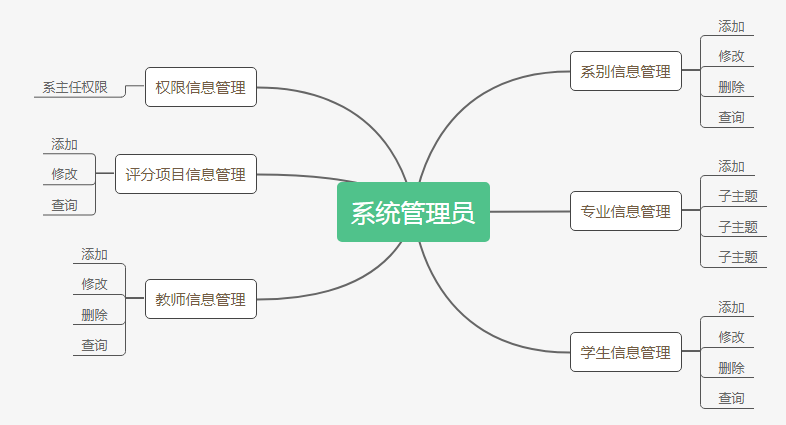 系统管理员
系别信息管理
添加
修改
删除
查询
专业信息管理
添加
子主题
子主题
子主题
学生信息管理
添加
修改
删除
查询
权限信息管理
系主任权限
评分项目信息管理
添加
修改
查询
教师信息管理
添加
修改
删除
查询